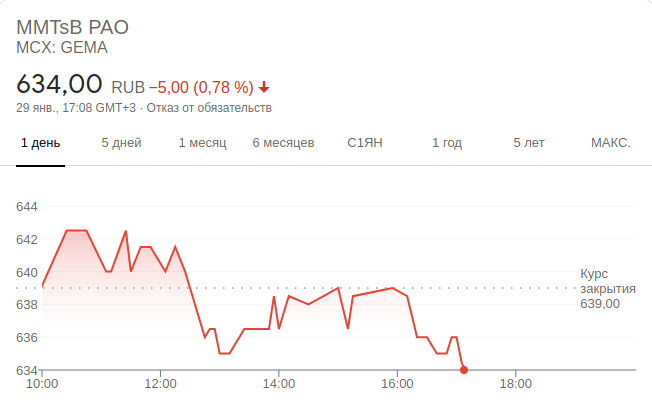 MMTsB PAO
MCX: GEMA
634,00 RUB −5,00 (0,78 %)
29 янв., 17:08 GMT+3 · Отказ от обязательств
1 день 5 дней 1 месяц 6 месяцев С1ЯН 1 год 5 лет МАКС.
644
642
640
638
636
634
Курс
закрытия
639,00
10:00 12:00 14:00 16:00 18:00